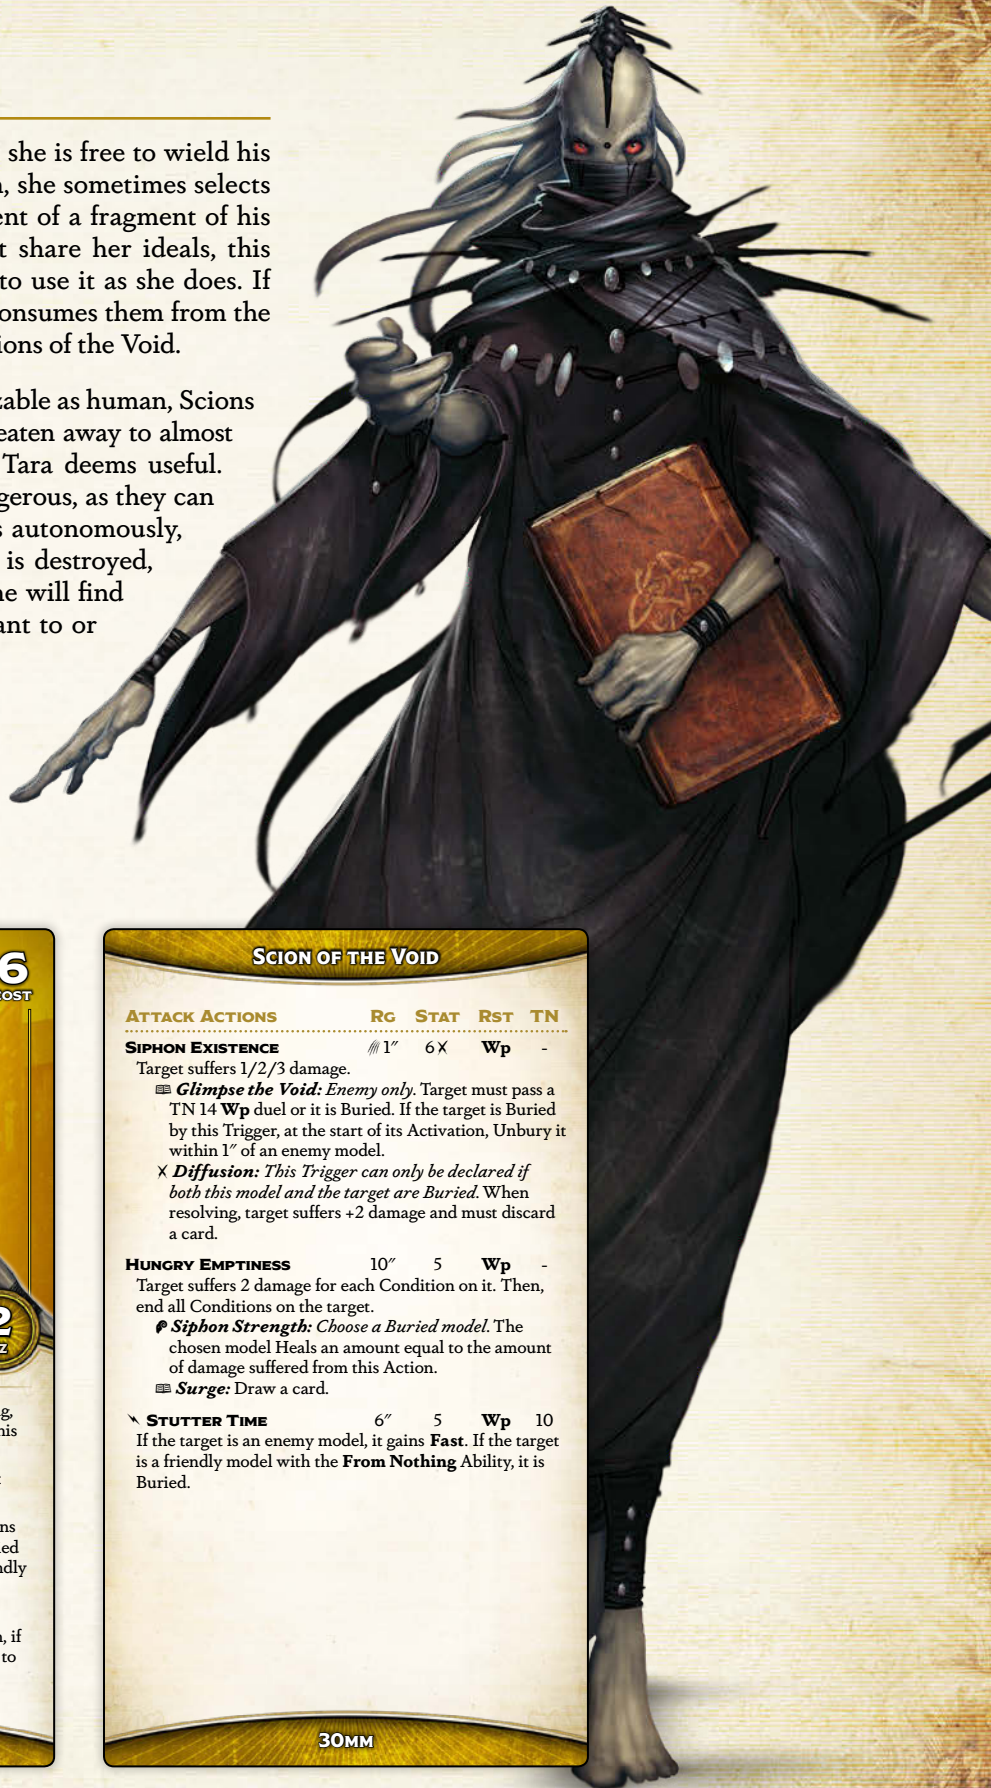 she is free to wield his
, she sometimes selects
ent of a fragment of his
t share her ideals, this
to use it as she does. If
onsumes them from the
ions of the Void.
zable as human, Scions
eaten away to almost
Tara deems useful.
gerous, as they can
s autonomously,
is destroyed,
he will find
ant to or
6
COST
2
Z
g,
his
ns
ied
ndly
, if
to
SCION OF THE VOID
ATTACK ACTIONS RG STAT RST TN
SIPHON EXISTENCE 1″ 6 Wp -
Target suffers 1/2/3 damage.
Glimpse the Void: Enemy only. Target must pass a
TN 14 Wp duel or it is Buried. If the target is Buried
by this Trigger, at the start of its Activation, Unbury it
within 1″ of an enemy model.
Diffusion: This Trigger can only be declared if
both this model and the target are Buried. When
resolving, target suffers +2 damage and must discard
a card.
HUNGRY EMPTINESS 10″ 5 Wp -
Target suffers 2 damage for each Condition on it. Then,
end all Conditions on the target.
Siphon Strength: Choose a Buried model. The
chosen model Heals an amount equal to the amount
of damage suffered from this Action.
Surge: Draw a card.
STUTTER TIME 6″ 5 Wp 10
If the target is an enemy model, it gains Fast. If the target
is a friendly model with the From Nothing Ability, it is
Buried.
30MM